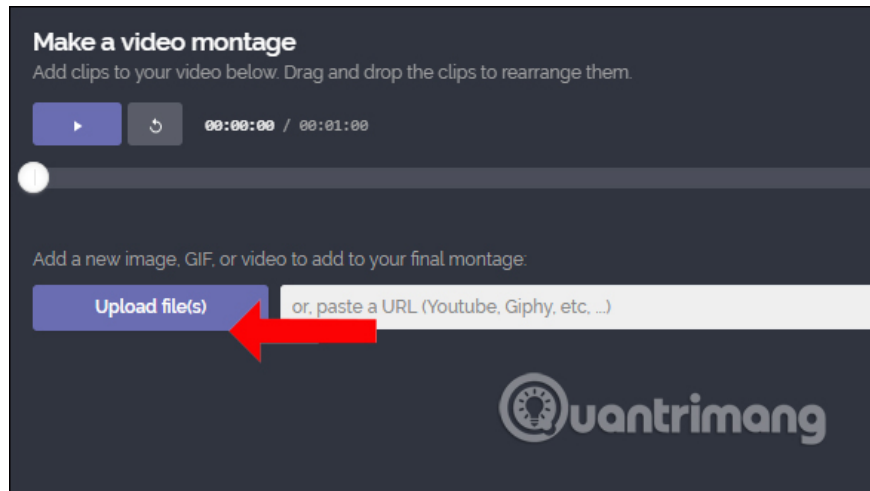 Make a video montage
Add clips to your video below. Drag and drop the clips to rearrange them.
00:00:00 / 00:01:00
Add a new image, GIF, or video to add to your final montage:
Upload file(s)
or, paste a URL (Youtube, Giphy, etc, ...)
Quantrimang